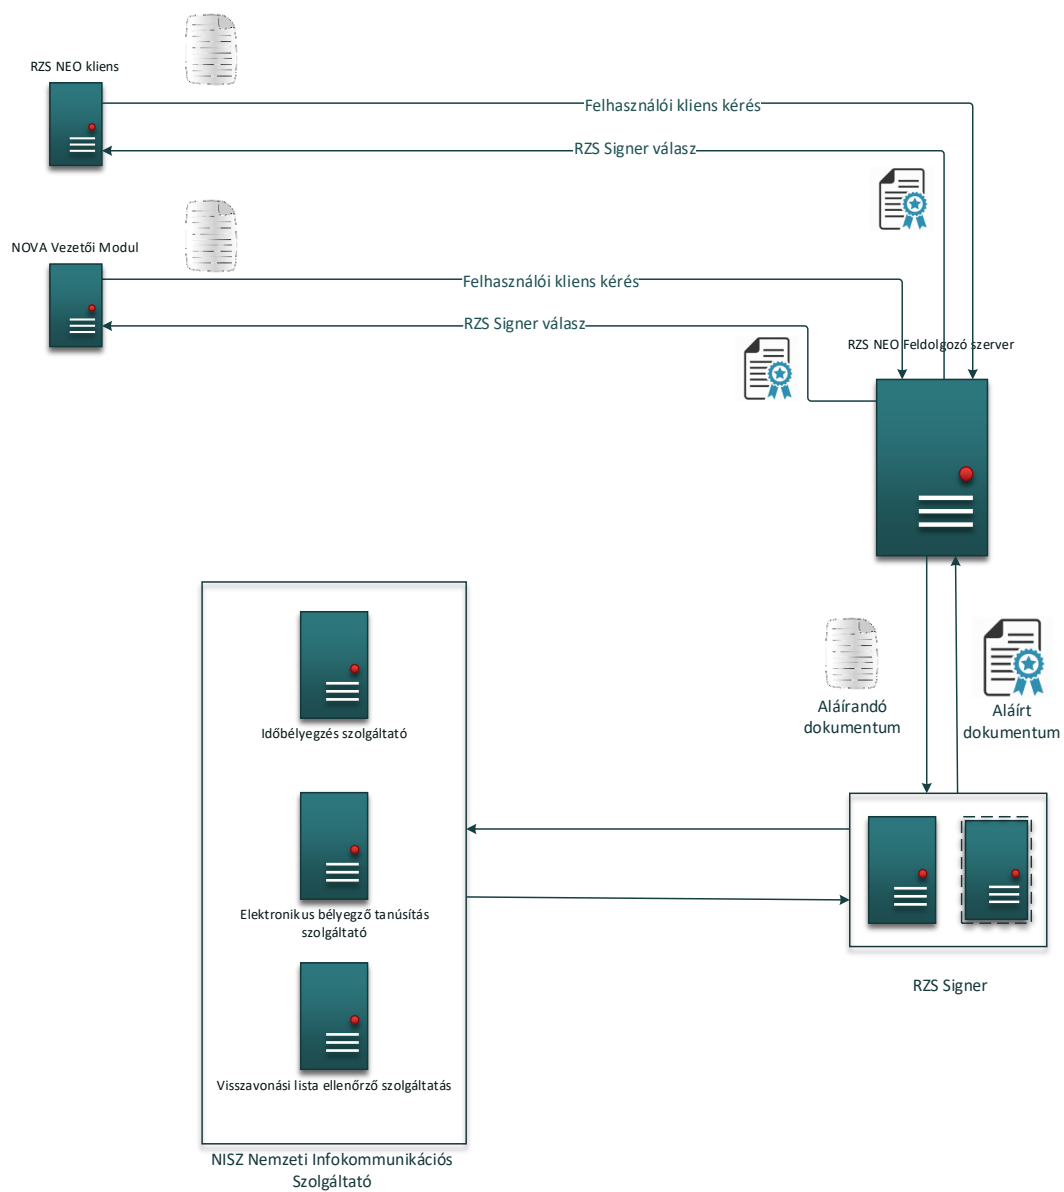 RZS NEO kliens
Felhasználói kliens kérés
RZS Signer válasz
NOVA Vezetői Modul
Felhasználói kliens kérés
RZS Signer válasz
RZS NEO Feldolgozó szerver
Aláírandó
dokumentum
Aláírt
dokumentum
Időbélyegzés szolgáltató
Elektronikus bélyegző tanúsítás
szolgáltató
RZS Signer
Visszavonási lista ellenőrző szolgáltatás
NISZ Nemzeti Infokommunikációs
Szolgáltató